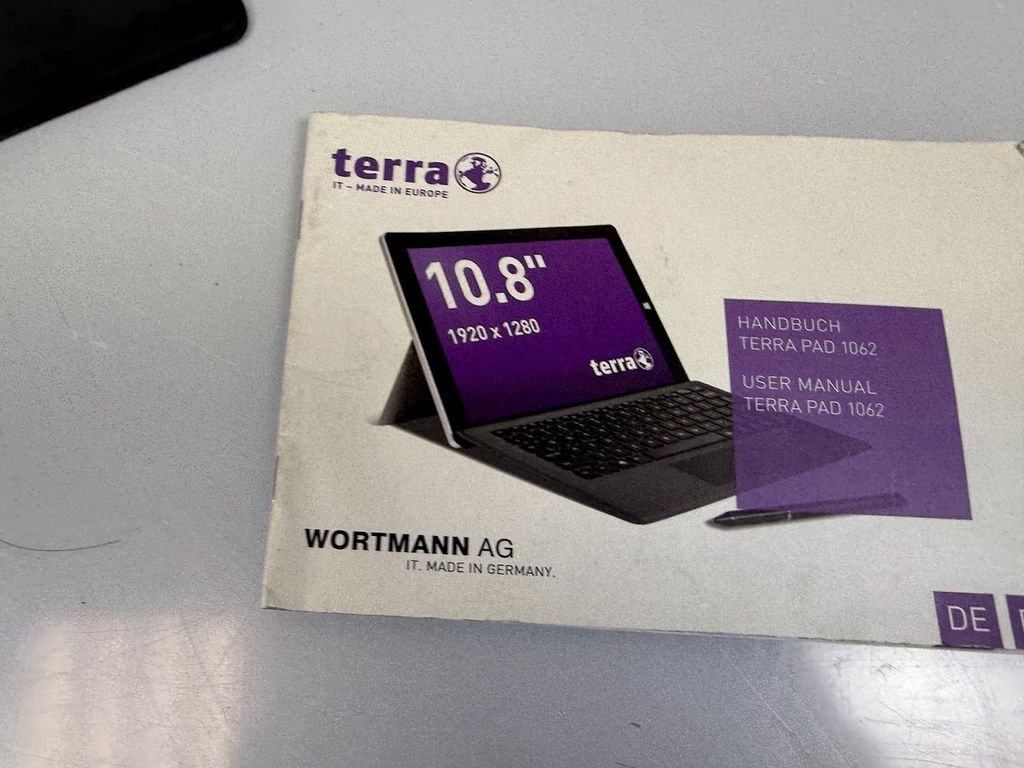 terra
IT – MADE IN EUROPE
10.8"
1920 x 1280
terra
HANDBUCH
TERRA PAD 1062
USER MANUAL
TERRA PAD 1062
WORTMANN AG
IT. MADE IN GERMANY.
DE